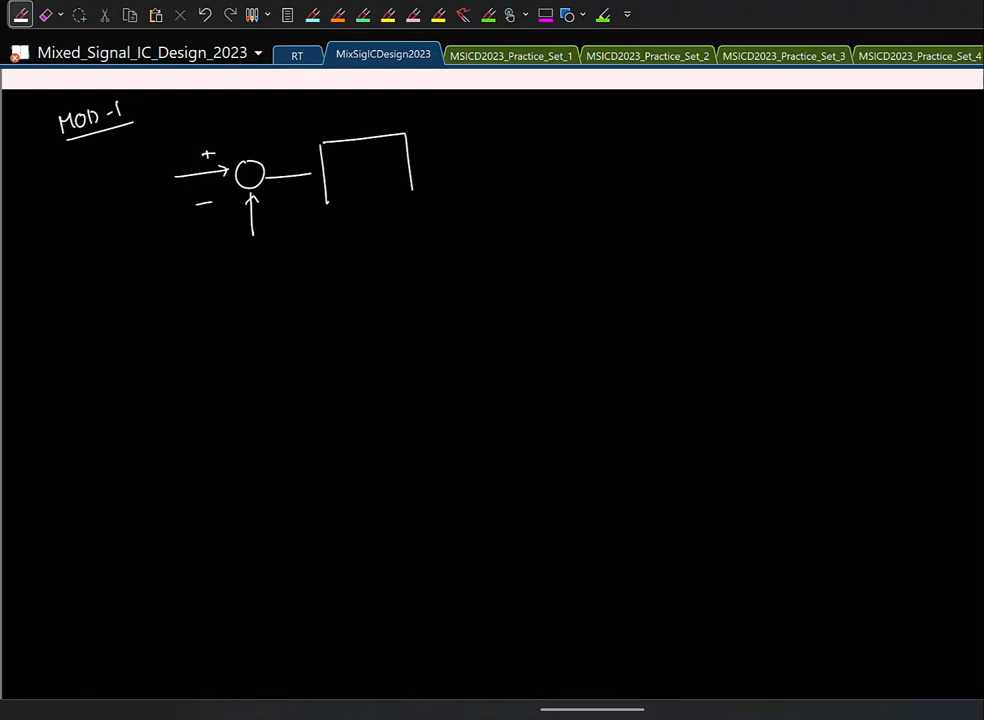 Mixed_Signal_IC_Design_2023
RT
MixSigICDesign2023
MSICD2023_Practice_Set_1
MSICD2023_Practice_Set_2
MSICD2023_Practice_Set_3
MSICD2023_Practice_Set_4
MOD-1
+
-